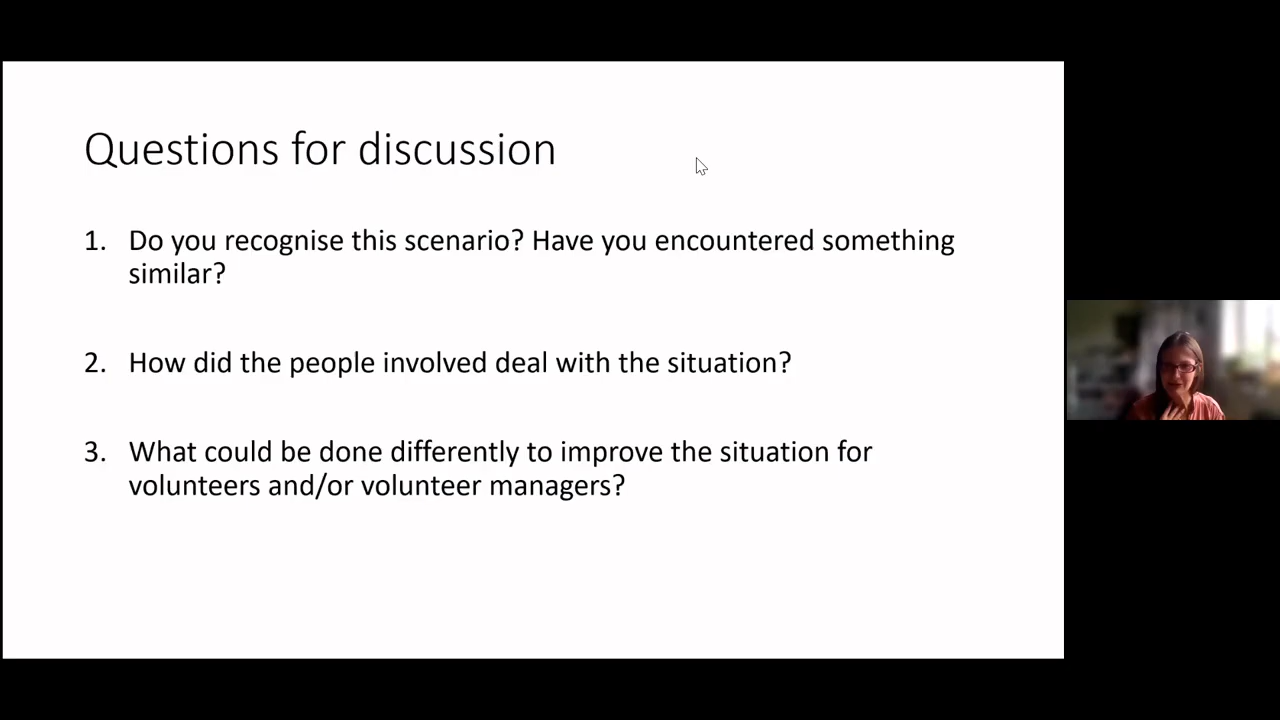 Questions for discussion
1. Do you recognise this scenario? Have you encountered something
similar?
2. How did the people involved deal with the situation?
3. What could be done differently to improve the situation for
volunteers and/or volunteer managers?